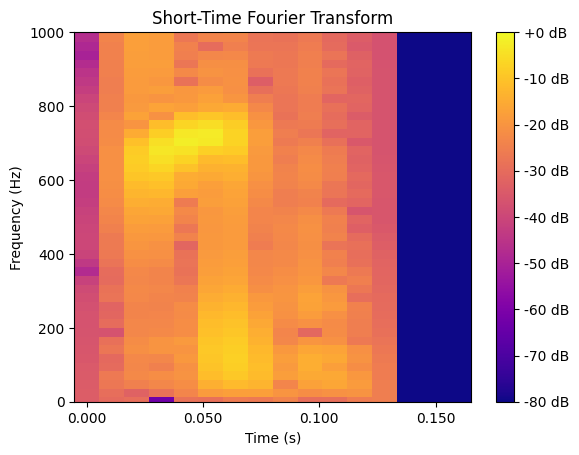 Short-Time Fourier Transform
Frequency (Hz)
1000
800
600
400
200
0
0.000
0.050
0.100
0.150
Time (s)
+0 dB
-10 dB
-20 dB
-30 dB
-40 dB
-50 dB
-60 dB
-70 dB
-80 dB